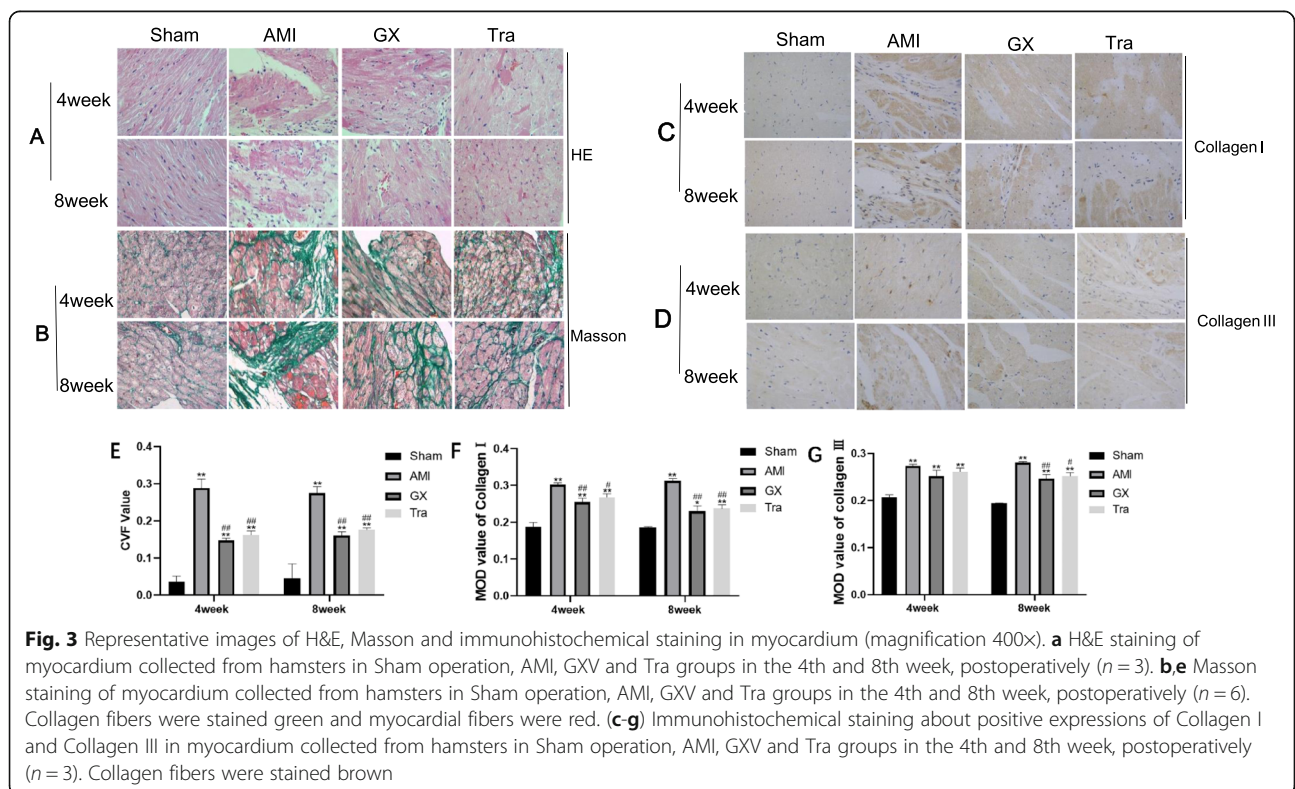 Sham AMI GX Tra
4week
A
HE
8week
4week
B
Masson
8week
Sham AMI GX Tra
4week
C
Collagen I
8week
4week
D
Collagen III
8week
E
CVF Value
0.4
0.3
0.2
0.1
0.0
** ## ** ## **
** ## ** ## **
4week 8week
Sham
AMI
GX
Tra
F
MOD value of Collagen I
0.4
0.3
0.2
0.1
0.0
** ## ** # **
** ## * ## **
4week 8week
Sham
AMI
GX
Tra
G
MOD value of collagen III
0.3
0.2
0.1
0.0
** ** **
** ## ** # **
4week 8week
Sham
AMI
GX
Tra
Fig. 3 Representative images of H&E, Masson and immunohistochemical staining in myocardium (magnification 400×). a H&E staining of
myocardium collected from hamsters in Sham operation, AMI, GXV and Tra groups in the 4th and 8th week, postoperatively (n = 3). b,e Masson
staining of myocardium collected from hamsters in Sham operation, AMI, GXV and Tra groups in the 4th and 8th week, postoperatively (n = 6).
Collagen fibers were stained green and myocardial fibers were red. (c-g) Immunohistochemical staining about positive expressions of Collagen I
and Collagen III in myocardium collected from hamsters in Sham operation, AMI, GXV and Tra groups in the 4th and 8th week, postoperatively
(n = 3). Collagen fibers were stained brown